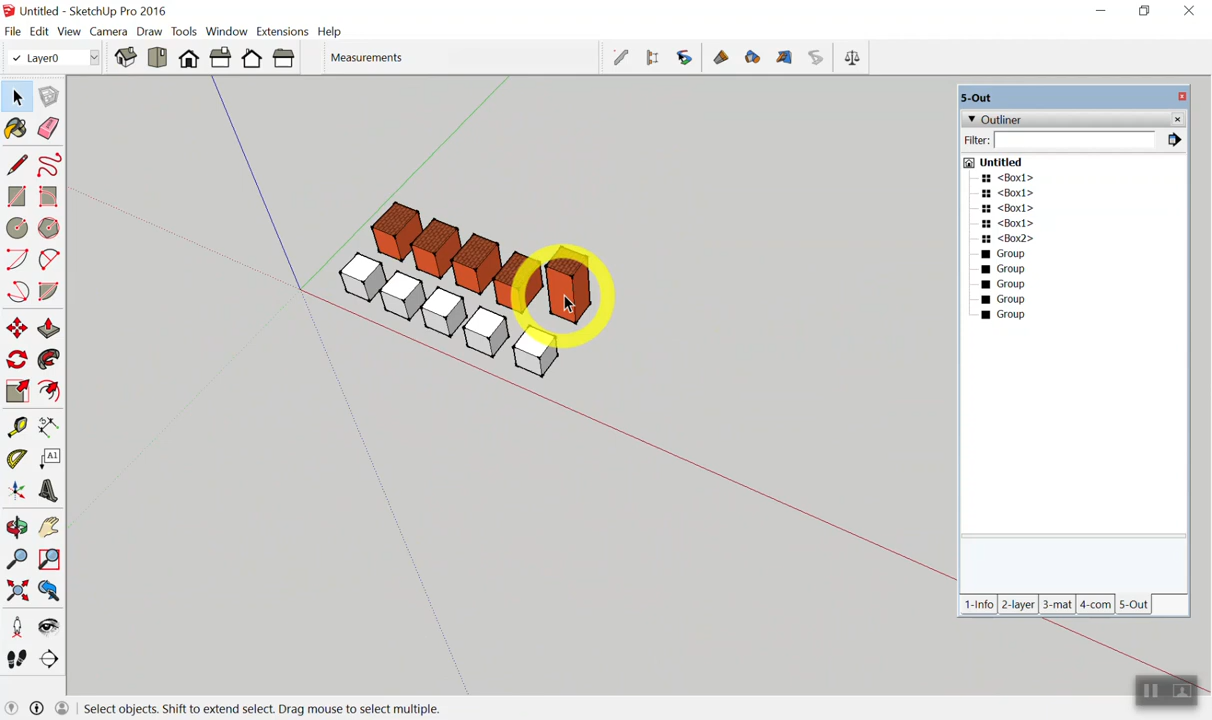 Untitled - SketchUp Pro 2016
File Edit View Camera Draw Tools Window Extensions Help
Layer0
Measurements
5-Out
Outliner
Filter:
Untitled
<Box1>
<Box1>
<Box1>
<Box1>
<Box2>
Group
Group
Group
Group
Group
A1
1-Info 2-layer 3-mat 4-com 5-Out
Select objects. Shift to extend select. Drag mouse to select multiple.